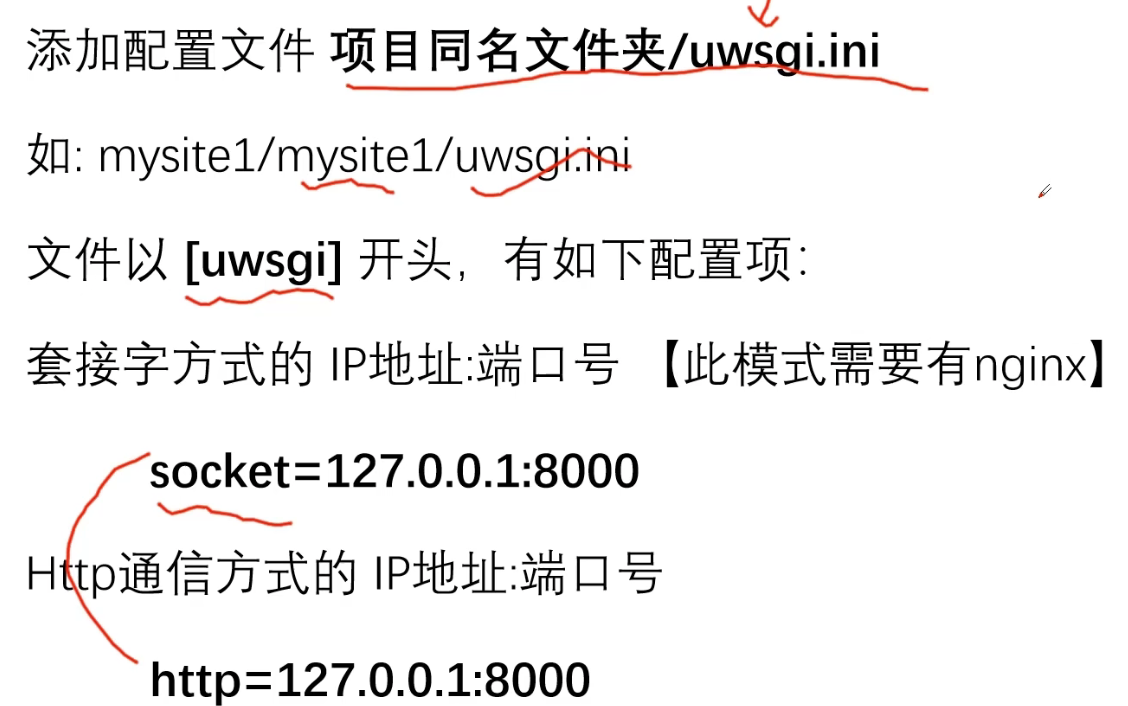 添加配置文件 项目同名文件夹/uwsgi.ini
如: mysite1/mysite1/uwsgi.ini
文件以 [uwsgi] 开头，有如下配置项：
套接字方式的 IP地址:端口号 【此模式需要有nginx】
socket=127.0.0.1:8000
Http通信方式的 IP地址:端口号
http=127.0.0.1:8000